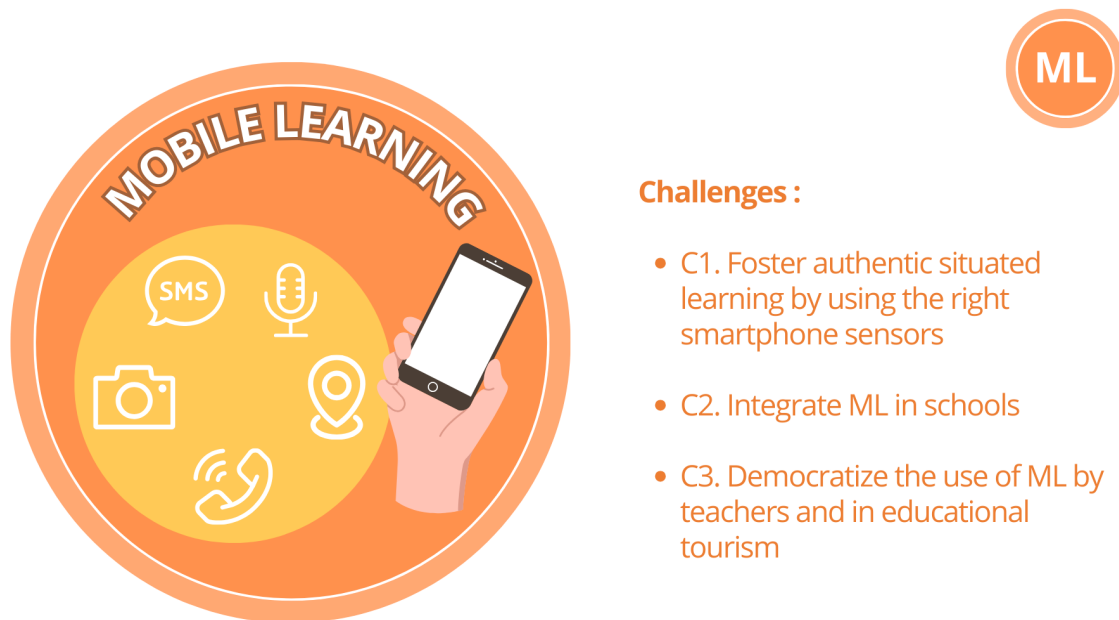 ML
MOBILE LEARNING
SMS
Challenges :
• C1. Foster authentic situated
learning by using the right
smartphone sensors
• C2. Integrate ML in schools
• C3. Democratize the use of ML by
teachers and in educational
tourism